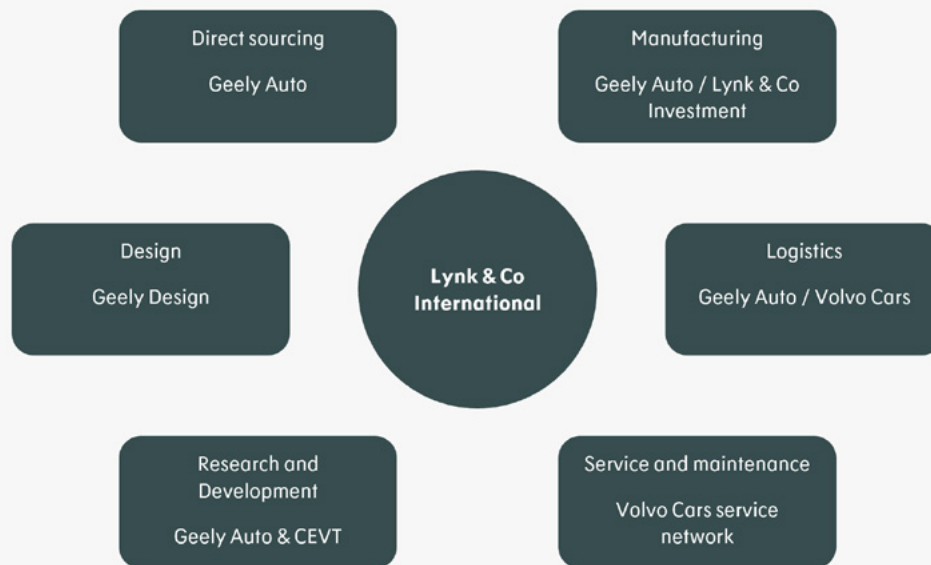 Direct sourcing
Geely Auto
Manufacturing
Geely Auto / Lynk & Co
Investment
Design
Geely Design
Lynk & Co
International
Logistics
Geely Auto / Volvo Cars
Research and
Development
Geely Auto & CEVT
Service and maintenance
Volvo Cars service
network